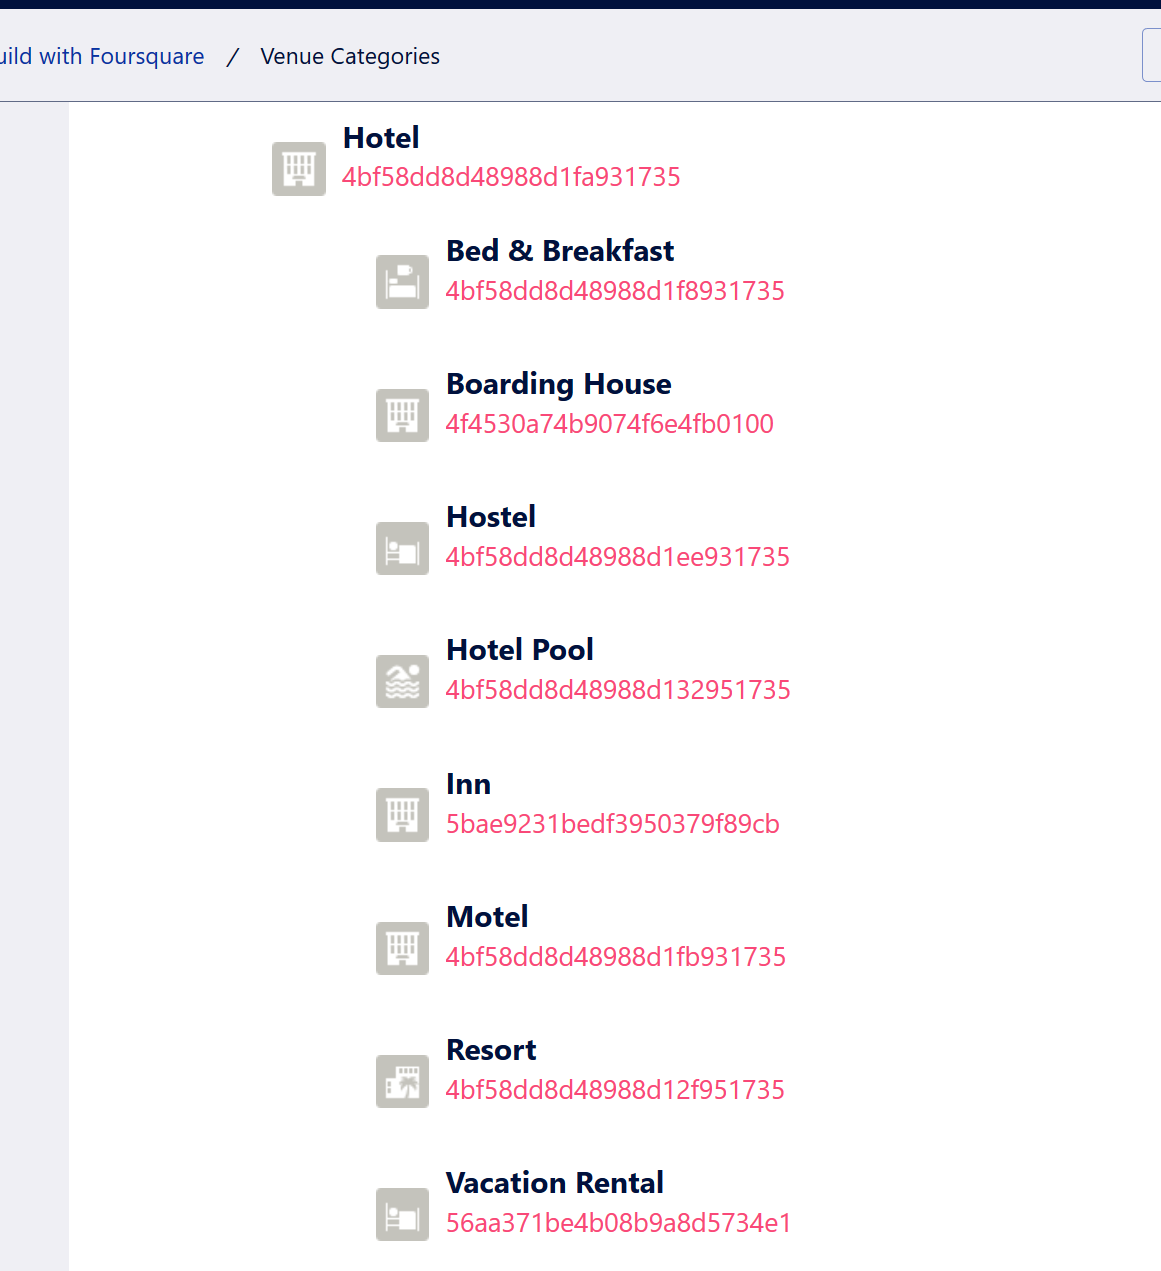 uild with Foursquare / Venue Categories
Hotel
4bf58dd8d48988d1fa931735
Bed & Breakfast
4bf58dd8d48988d1f8931735
Boarding House
4f4530a74b9074f6e4fb0100
Hostel
4bf58dd8d48988d1ee931735
Hotel Pool
4bf58dd8d48988d132951735
Inn
5bae9231bedf3950379f89cb
Motel
4bf58dd8d48988d1fb931735
Resort
4bf58dd8d48988d12f951735
Vacation Rental
56aa371be4b08b9a8d5734e1